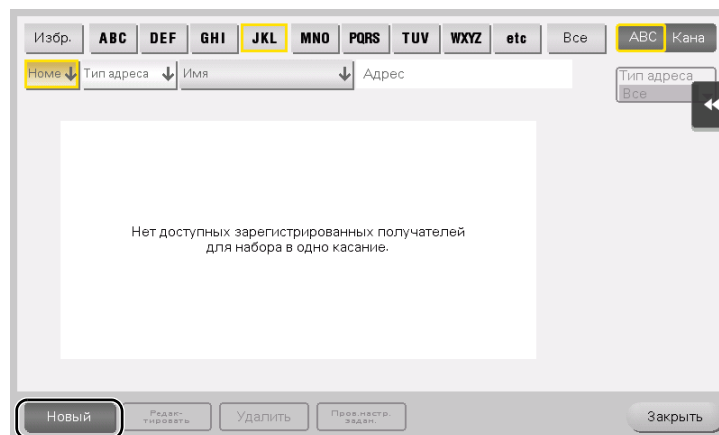 Избр. ABC DEF GHI JKL MNO PQRS TUV WXYZ etc Все ABC Кана
Номе Тип адреса Имя Адрес
Тип адреса
Все
Нет доступных зарегистрированных получателей
для набора в одно касание.
Новый Редак-
тировать Удалить Пров.настр.
задан. Закрыть